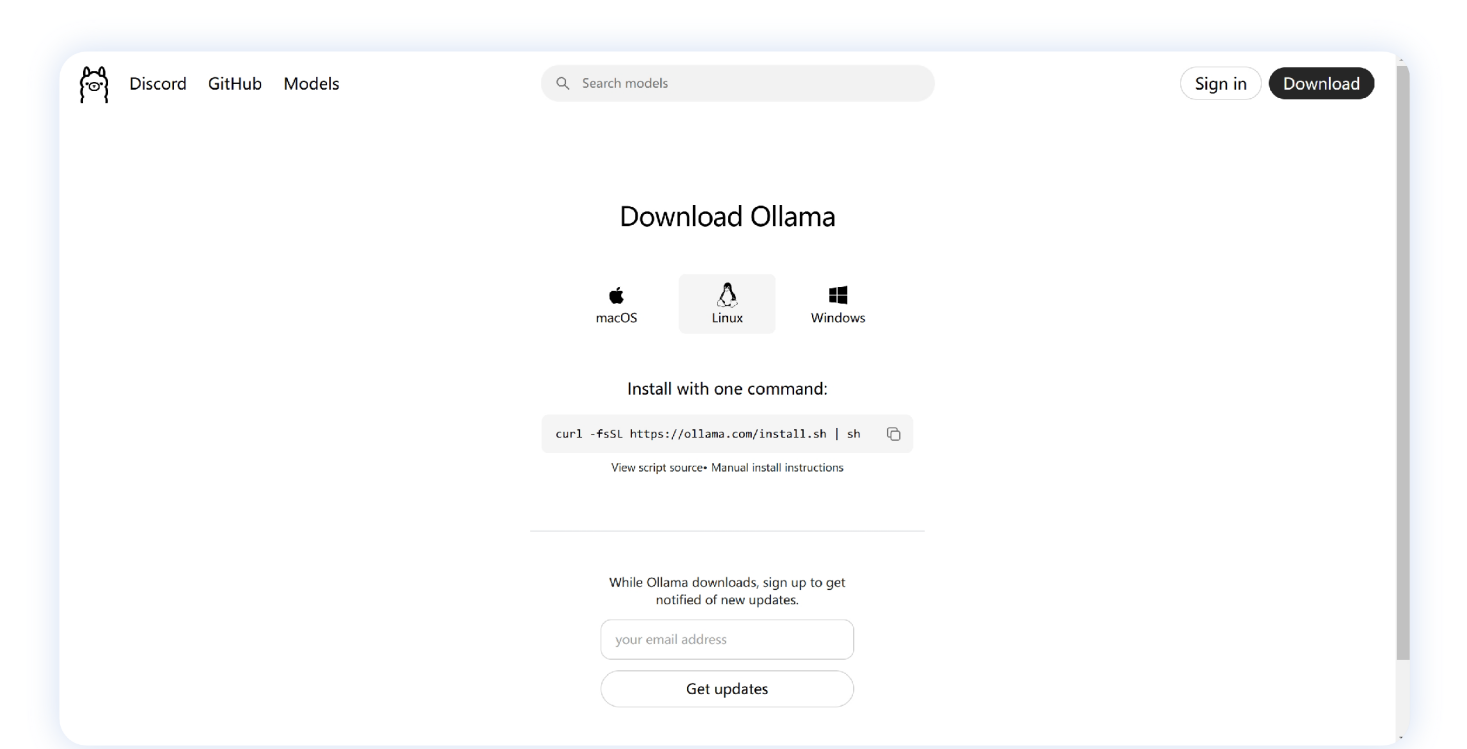 Discord GitHub Models Search models Sign in Download
Download Ollama
macOS Linux Windows
Install with one command:
curl -fsSL https://ollama.com/install.sh | sh
View script source• Manual install instructions
While Ollama downloads, sign up to get
notified of new updates.
your email address
Get updates